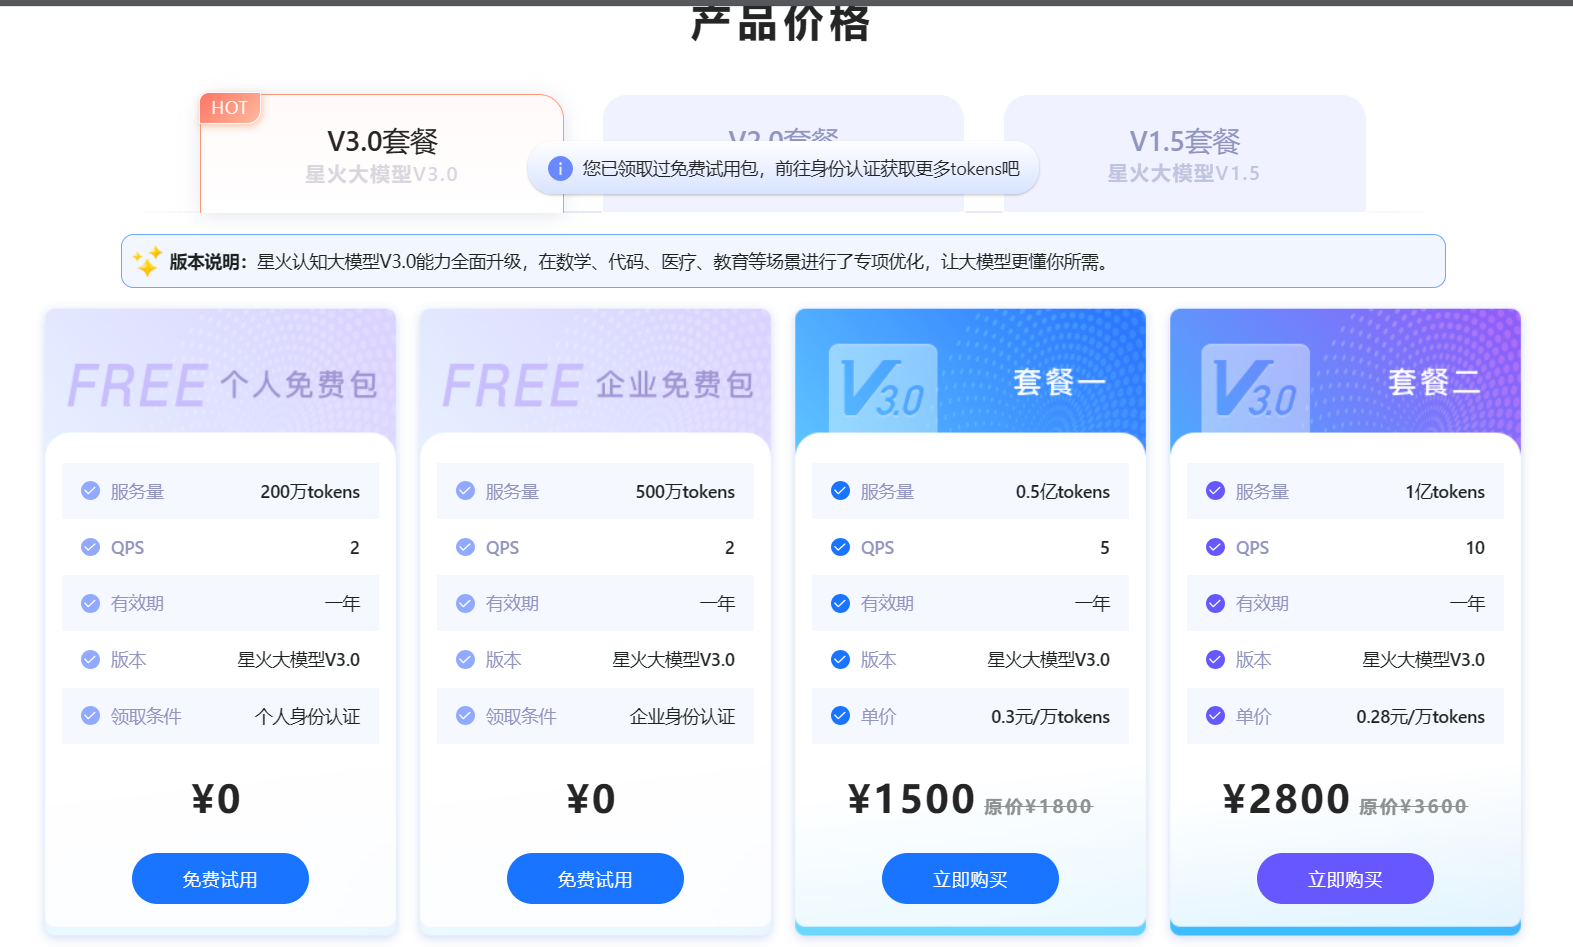 产品价格
HOT
V3.0套餐
星火大模型V3.0
V2.0套餐
V1.5套餐
星火大模型V1.5
您已领取过免费试用包，前往身份认证获取更多tokens吧
版本说明：星火认知大模型V3.0能力全面升级，在数学、代码、医疗、教育等场景进行了专项优化，让大模型更懂你所需。
FREE 个人免费包
服务量 200万tokens
QPS 2
有效期 一年
版本 星火大模型V3.0
领取条件 个人身份认证
¥0
免费试用
FREE 企业免费包
服务量 500万tokens
QPS 2
有效期 一年
版本 星火大模型V3.0
领取条件 企业身份认证
¥0
免费试用
V3.0 套餐一
服务量 0.5亿tokens
QPS 5
有效期 一年
版本 星火大模型V3.0
单价 0.3元/万tokens
¥1500 原价¥1800
立即购买
V3.0 套餐二
服务量 1亿tokens
QPS 10
有效期 一年
版本 星火大模型V3.0
单价 0.28元/万tokens
¥2800 原价¥3600
立即购买